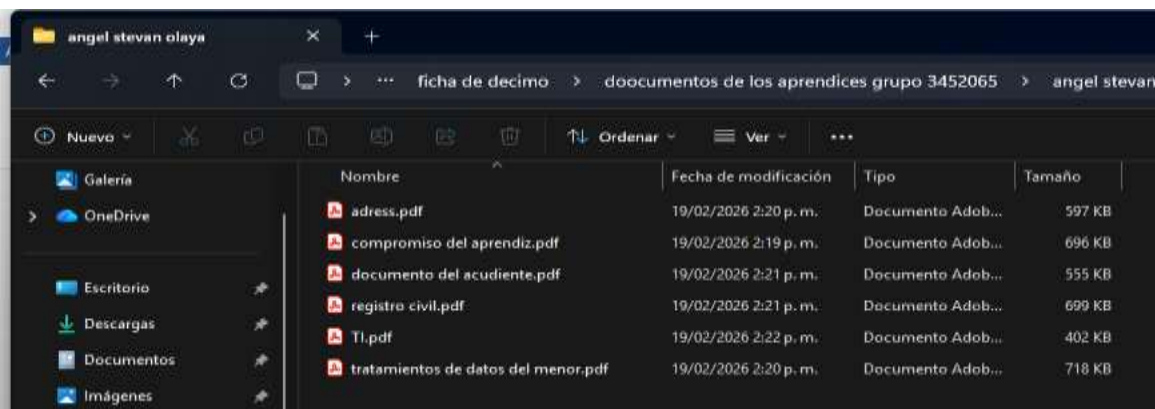 angel stevan olaya
ficha de decimo > doocumentos de los aprendices grupo 3452065 > angel stevan
Nuevo Ordenar Ver
Galería
OneDrive
Escritorio
Descargas
Documentos
Imágenes
Nombre Fecha de modificación Tipo Tamaño
adress.pdf 19/02/2026 2:20 p. m. Documento Adob... 597 KB
compromiso del aprendiz.pdf 19/02/2026 2:19 p. m. Documento Adob... 696 KB
documento del acudiente.pdf 19/02/2026 2:21 p. m. Documento Adob... 555 KB
registro civil.pdf 19/02/2026 2:21 p. m. Documento Adob... 699 KB
TI.pdf 19/02/2026 2:22 p. m. Documento Adob... 402 KB
tratamientos de datos del menor.pdf 19/02/2026 2:20 p. m. Documento Adob... 718 KB